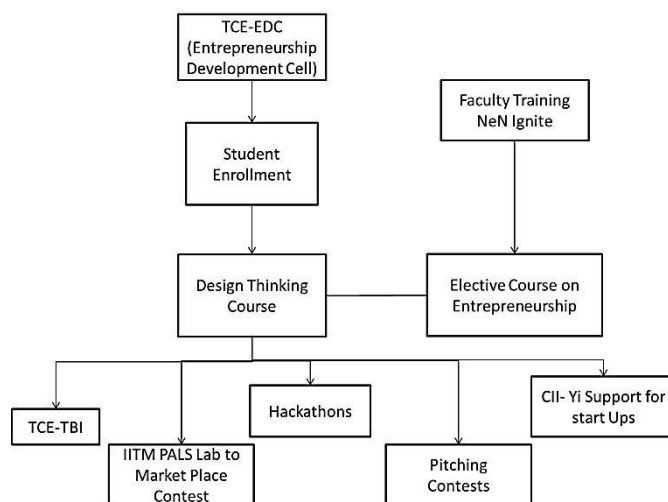 TCE-EDC
(Entrepreneurship
Development Cell)
Faculty Training
NeN Ignite
Student
Enrollment
Design Thinking
Course
Elective Course on
Entrepreneurship
TCE-TBI
IITM PALS Lab to
Market Place
Contest
Hackathons
Pitching
Contests
CII- Yi Support for
start Ups